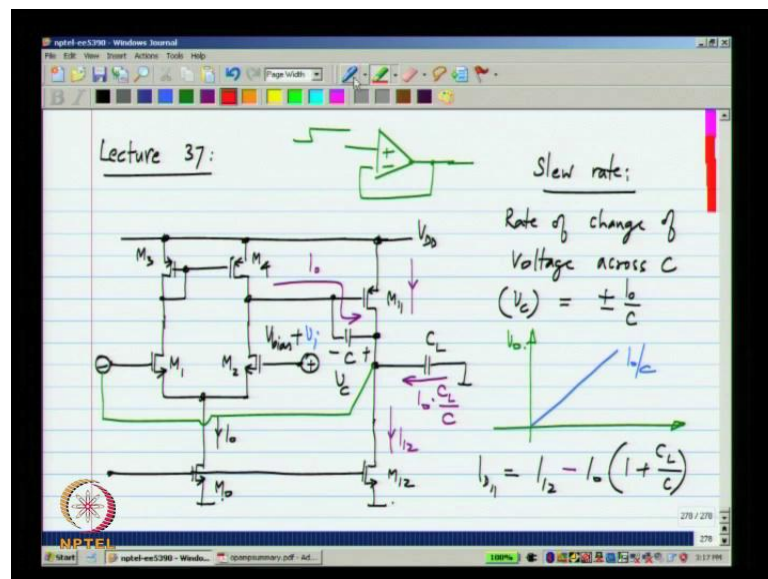 nptel-ee5390 - Windows Journal
File Edit View Insert Actions Tools Help
Page Width
B I
Lecture 37:
+
-
Slew rate:
Rate of change of
voltage across C
(Vc) = ± I0/C
VDD
M3
M4
I0
M11
Vbias + Vi
- C +
CL
M1
M2
+
-
Vc
I0 · CL/C
V0
I0/C
I0
I12
M0
M12
ID11 = I12 - I0 (1 + CL/C)
278 / 278
278
NPTEL
Start
nptel-ee5390 - Windo...
opampsummary.pdf - Ad...
100%
3:17 PM